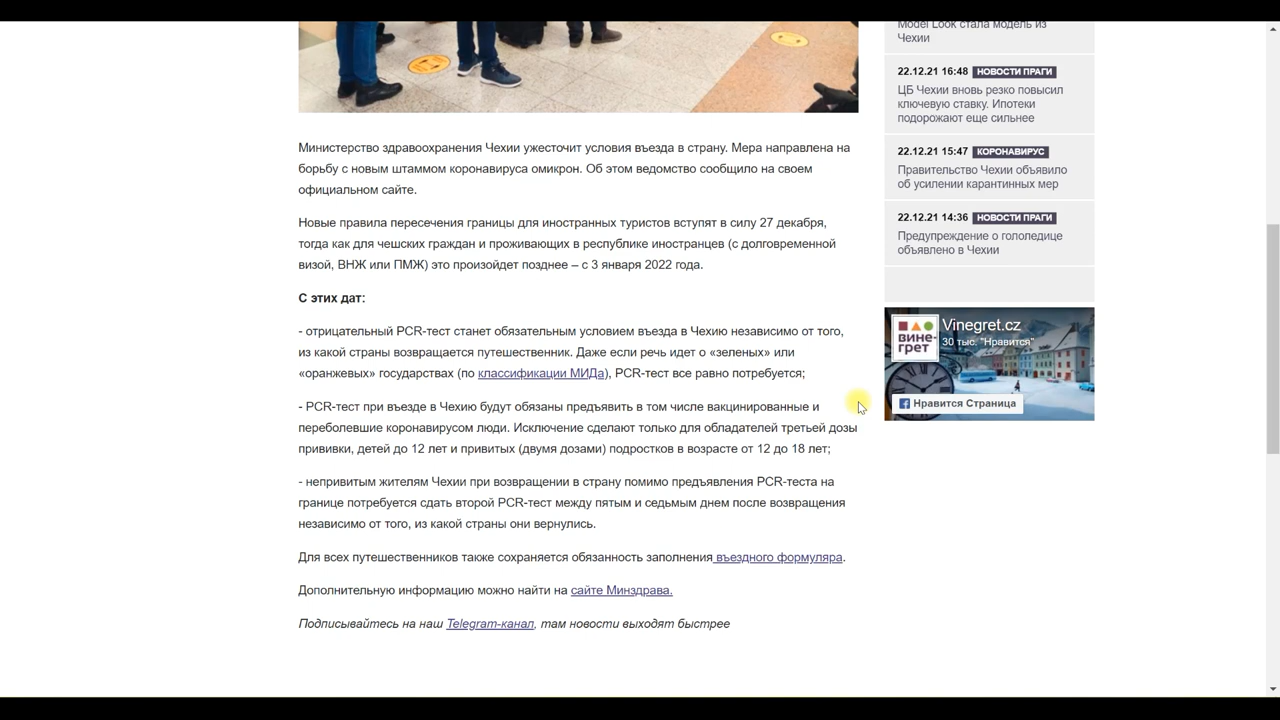 Министерство здравоохранения Чехии ужесточит условия въезда в страну. Мера направлена на
борьбу с новым штаммом коронавируса омикрон. Об этом ведомство сообщило на своем
официальном сайте.
Новые правила пересечения границы для иностранных туристов вступят в силу 27 декабря,
тогда как для чешских граждан и проживающих в республике иностранцев (с долговременной
визой, ВНЖ или ПМЖ) это произойдет позднее – с 3 января 2022 года.
С этих дат:
- отрицательный PCR-тест станет обязательным условием въезда в Чехию независимо от того,
из какой страны возвращается путешественник. Даже если речь идет о «зеленых» или
«оранжевых» государствах (по классификации МИДа), PCR-тест все равно потребуется;
- PCR-тест при въезде в Чехию будут обязаны предъявить в том числе вакцинированные и
переболевшие коронавирусом люди. Исключение сделают только для обладателей третьей дозы
прививки, детей до 12 лет и привитых (двумя дозами) подростков в возрасте от 12 до 18 лет;
- непривитым жителям Чехии при возвращении в страну помимо предъявления PCR-теста на
границе потребуется сдать второй PCR-тест между пятым и седьмым днем после возвращения
независимо от того, из какой страны они вернулись.
Для всех путешественников также сохраняется обязанность заполнения въездного формуляра.
Дополнительную информацию можно найти на сайте Минздрава.
Подписывайтесь на наш Telegram-канал, там новости выходят быстрее
Model Look стала модель из
Чехии
22.12.21 16:48 НОВОСТИ ПРАГИ
ЦБ Чехии вновь резко повысил
ключевую ставку. Ипотеки
подорожают еще сильнее
22.12.21 15:47 КОРОНАВИРУС
Правительство Чехии объявило
об усилении карантинных мер
22.12.21 14:36 НОВОСТИ ПРАГИ
Предупреждение о гололедице
объявлено в Чехии
Vinegret.cz
30 тыс. "Нравится"
вине-
грет
Нравится Страница